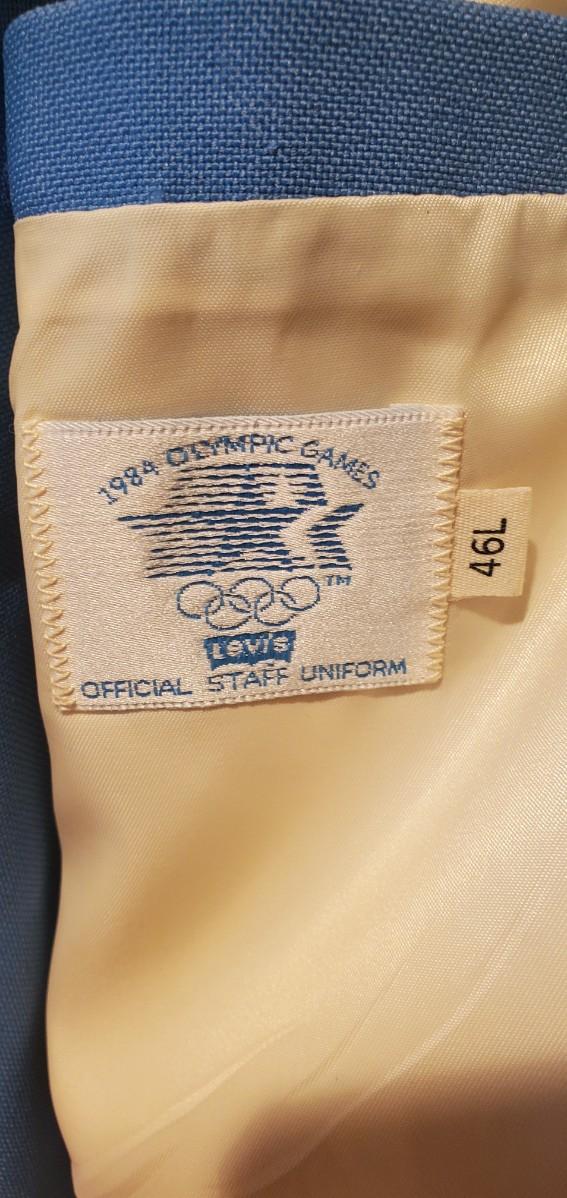 1984 OLYMPIC GAMES
TM
Levi's
OFFICIAL STAFF UNIFORM
46L